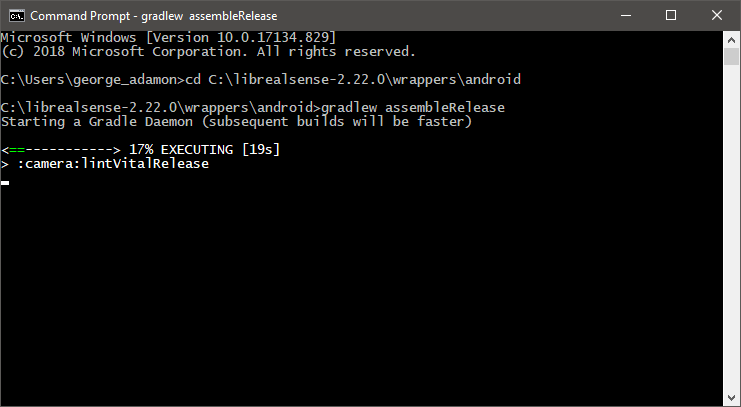 Command Prompt - gradlew  assembleRelease
Microsoft Windows [Version 10.0.17134.829]
(c) 2018 Microsoft Corporation. All rights reserved.
C:\Users\george_adamon>cd C:\librealsense-2.22.0\wrappers\android
C:\librealsense-2.22.0\wrappers\android>gradlew assembleRelease
Starting a Gradle Daemon (subsequent builds will be faster)
<==-----------> 17% EXECUTING [19s]
> :camera:lintVitalRelease